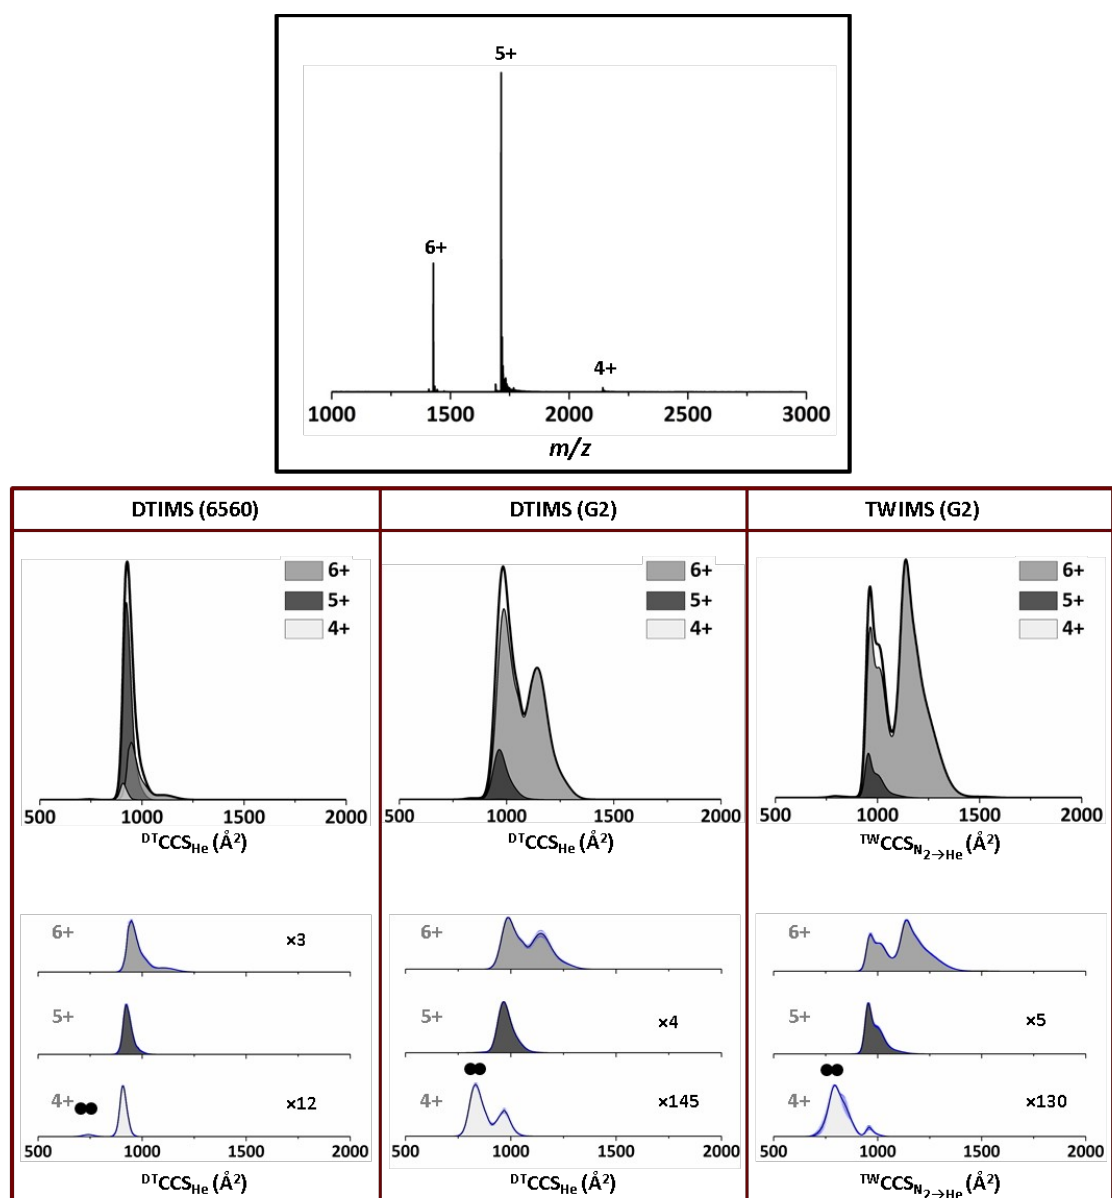 5+
6+
4+
1000 1500 2000 2500 3000
m/z
DTIMS (6560) DTIMS (G2) TWIMS (G2)
6+ 6+ 6+
5+ 5+ 5+
4+ 4+ 4+
500 1000 1500 2000 500 1000 1500 2000 500 1000 1500 2000
DTCCSHe (Å²) DTCCSHe (Å²) TWCCSN2→He (Å²)
6+ ×3 6+ 6+
5+ 5+ ×4 5+ ×5
4+ ×12 4+ ×145 4+ ×130
500 1000 1500 2000 500 1000 1500 2000 500 1000 1500 2000
DTCCSHe (Å²) DTCCSHe (Å²) TWCCSN2→He (Å²)